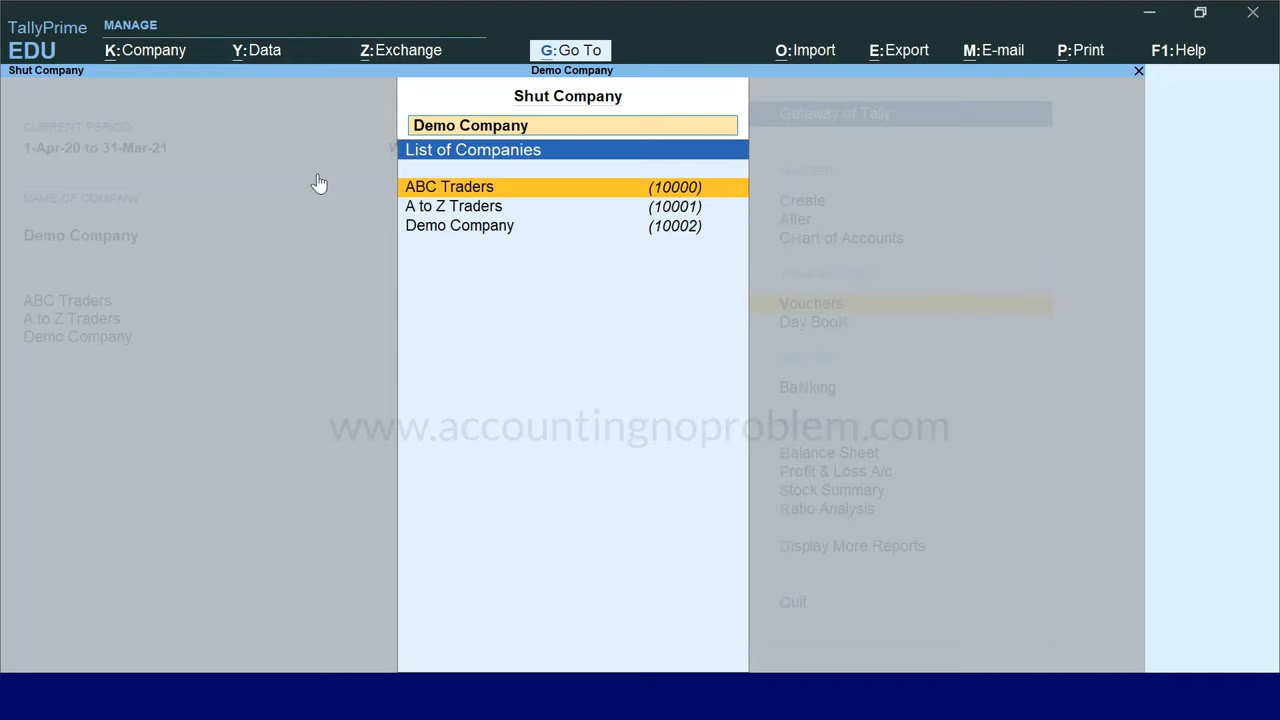 TallyPrime
EDU
MANAGE
K:Company Y:Data Z:Exchange G:Go To O:Import E:Export M:E-mail P:Print F1:Help
Shut Company Demo Company
Shut Company
Demo Company
List of Companies
ABC Traders (10000)
A to Z Traders (10001)
Demo Company (10002)
CURRENT PERIOD
1-Apr-20 to 31-Mar-21
NAME OF COMPANY
Demo Company
ABC Traders
A to Z Traders
Demo Company
Gateway of Tally
Create
Alter
CHart of Accounts
Vouchers
Day BooK
BaNking
Balance Sheet
Profit & Loss A/c
Stock Summary
Ratio Analysis
Display More Reports
Quit
www.accountingnoproblem.com